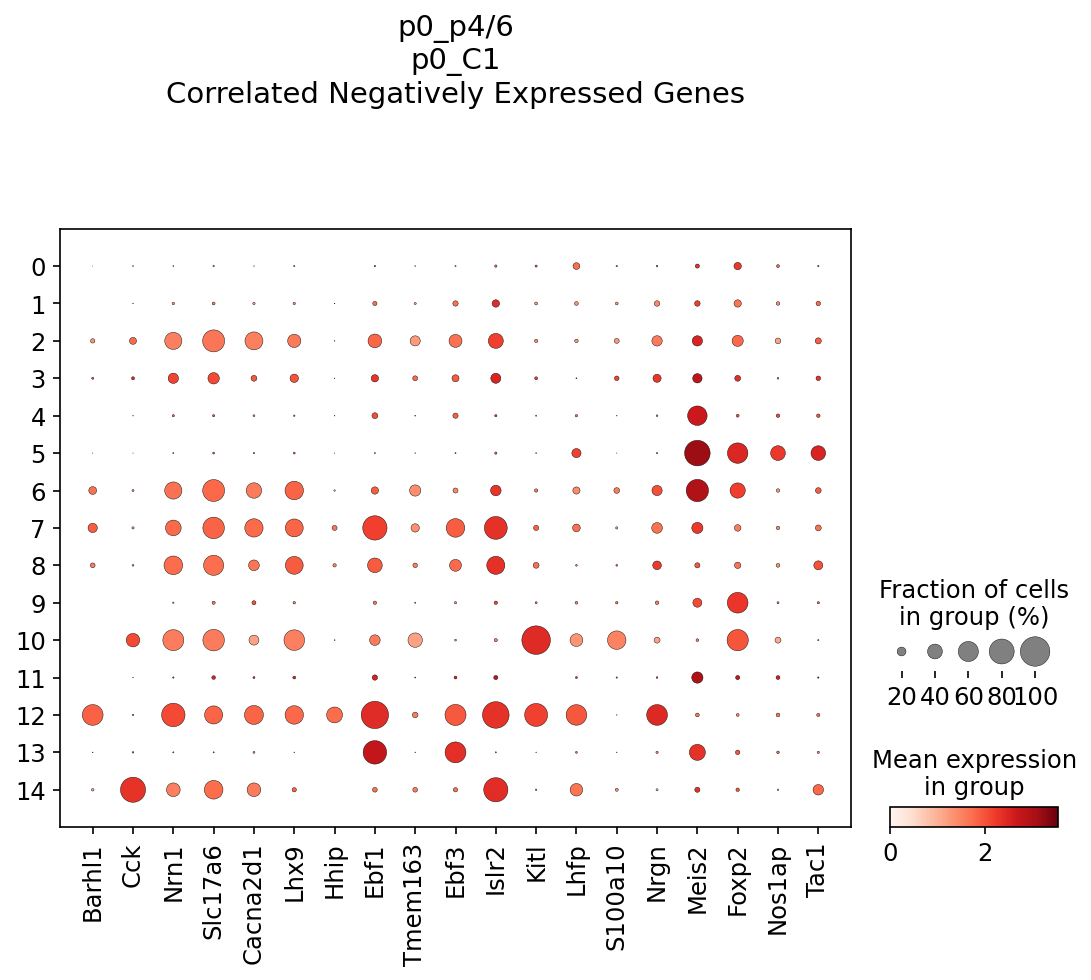 p0_p4/6
p0_C1
Correlated Negatively Expressed Genes
0
1
2
3
4
5
6
7
8
9
10
11
12
13
14
Barhl1
Cck
Nrn1
Slc17a6
Cacna2d1
Lhx9
Hhip
Ebf1
Tmem163
Ebf3
Islr2
Kitl
Lhfp
S100a10
Nrgn
Meis2
Foxp2
Nos1ap
Tac1
Fraction of cells
in group (%)
20 40 60 80 100
Mean expression
in group
0 2